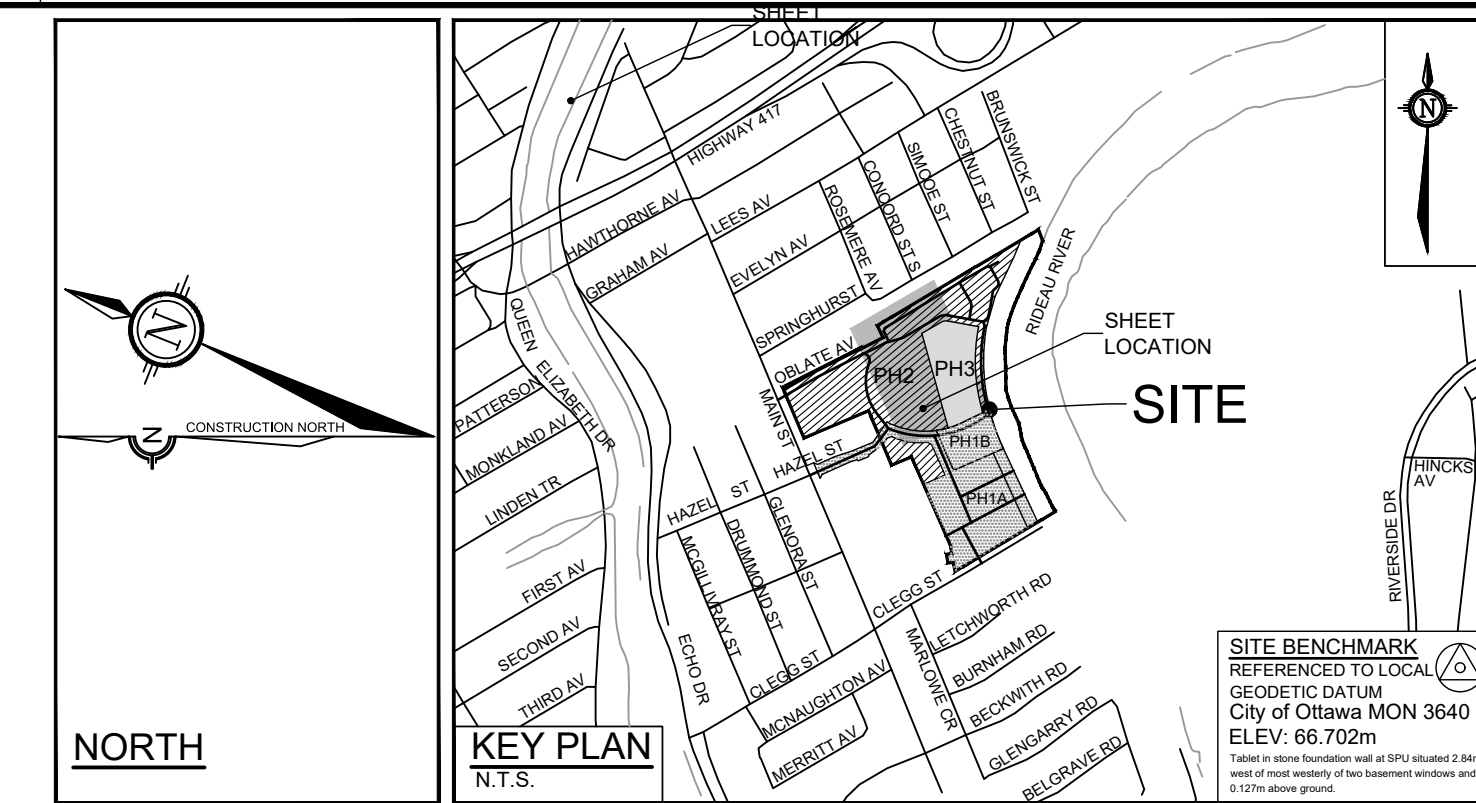 SHEET
LOCATION
N
N
CONSTRUCTION NORTH
NORTH
HIGHWAY 417
HAWTHORNE AV
GRAHAM AV
LEES AV
EVELYN AV
SPRINGHURST
OBLATE AV
ROSEMERE AV
CONCORD ST S
SIMCOE ST
CHESTNUT ST
BRUNSWICK ST
RIDEAU RIVER
QUEEN ELIZABETH DR
PATTERSON
MONKLAND AV
LINDEN TR
FIRST AV
SECOND AV
THIRD AV
MAIN ST
HAZEL ST
HAZEL ST
MCGILLIVRAY ST
DRUMMOND ST
GLENORA ST
ECHO DR
CLEGG ST
CLEGG ST
MCNAUGHTON AV
MERRITT AV
MARLOWE CR
LETCHWORTH RD
BURNHAM RD
BECKWITH RD
GLENGARRY RD
BELGRAVE RD
PH2
PH3
PH1B
PH1A
SHEET
LOCATION
SITE
KEY PLAN
N.T.S.
N
HINCKS
AV
RIVERSIDE DR
SITE BENCHMARK
REFERENCED TO LOCAL
GEODETIC DATUM
City of Ottawa MON 3640
ELEV: 66.702m
Tablet in stone foundation wall at SPU situated 2.84m
west of most westerly of two basement windows and
0.127m above ground.